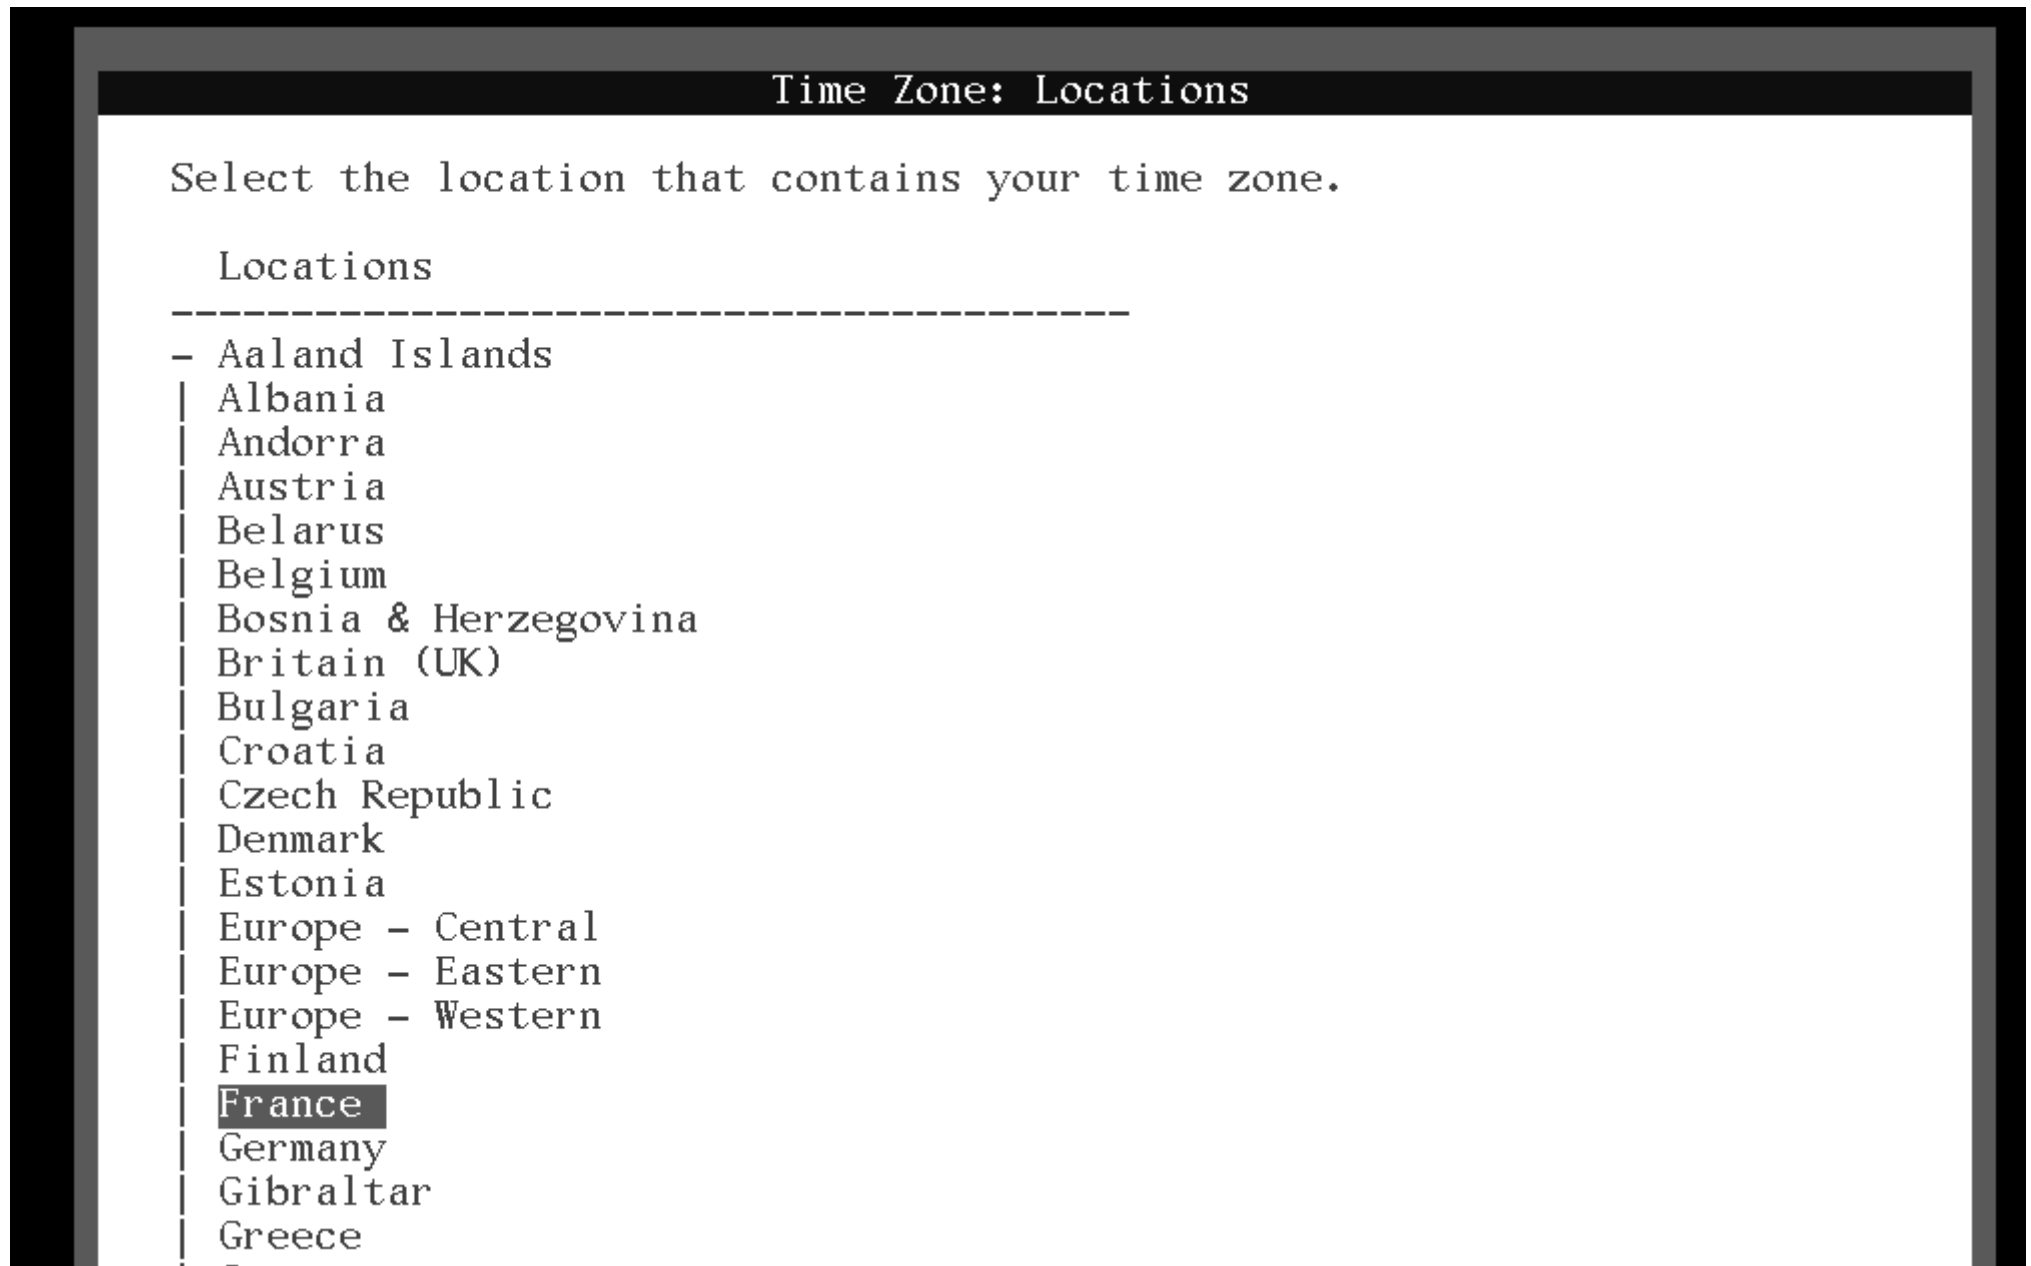 Time Zone: Locations
Select the location that contains your time zone.
Locations
----------------------------------------
- Aaland Islands
| Albania
| Andorra
| Austria
| Belarus
| Belgium
| Bosnia & Herzegovina
| Britain (UK)
| Bulgaria
| Croatia
| Czech Republic
| Denmark
| Estonia
| Europe - Central
| Europe - Eastern
| Europe - Western
| Finland
| France
| Germany
| Gibraltar
| Greece